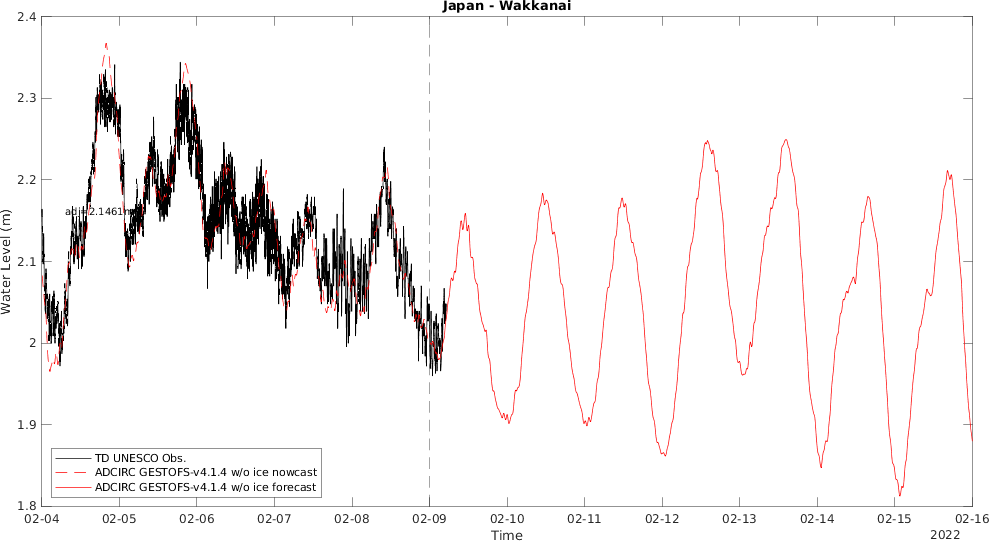 Japan - Wakkanai
Water Level (m)
2.4
2.3
2.2
2.1
2
1.9
1.8
TD UNESCO Obs.
ADCIRC GESTOFS-v4.1.4 w/o ice nowcast
ADCIRC GESTOFS-v4.1.4 w/o ice forecast
02-04 02-05 02-06 02-07 02-08 02-09 02-10 02-11 02-12 02-13 02-14 02-15 02-16
Time
2022